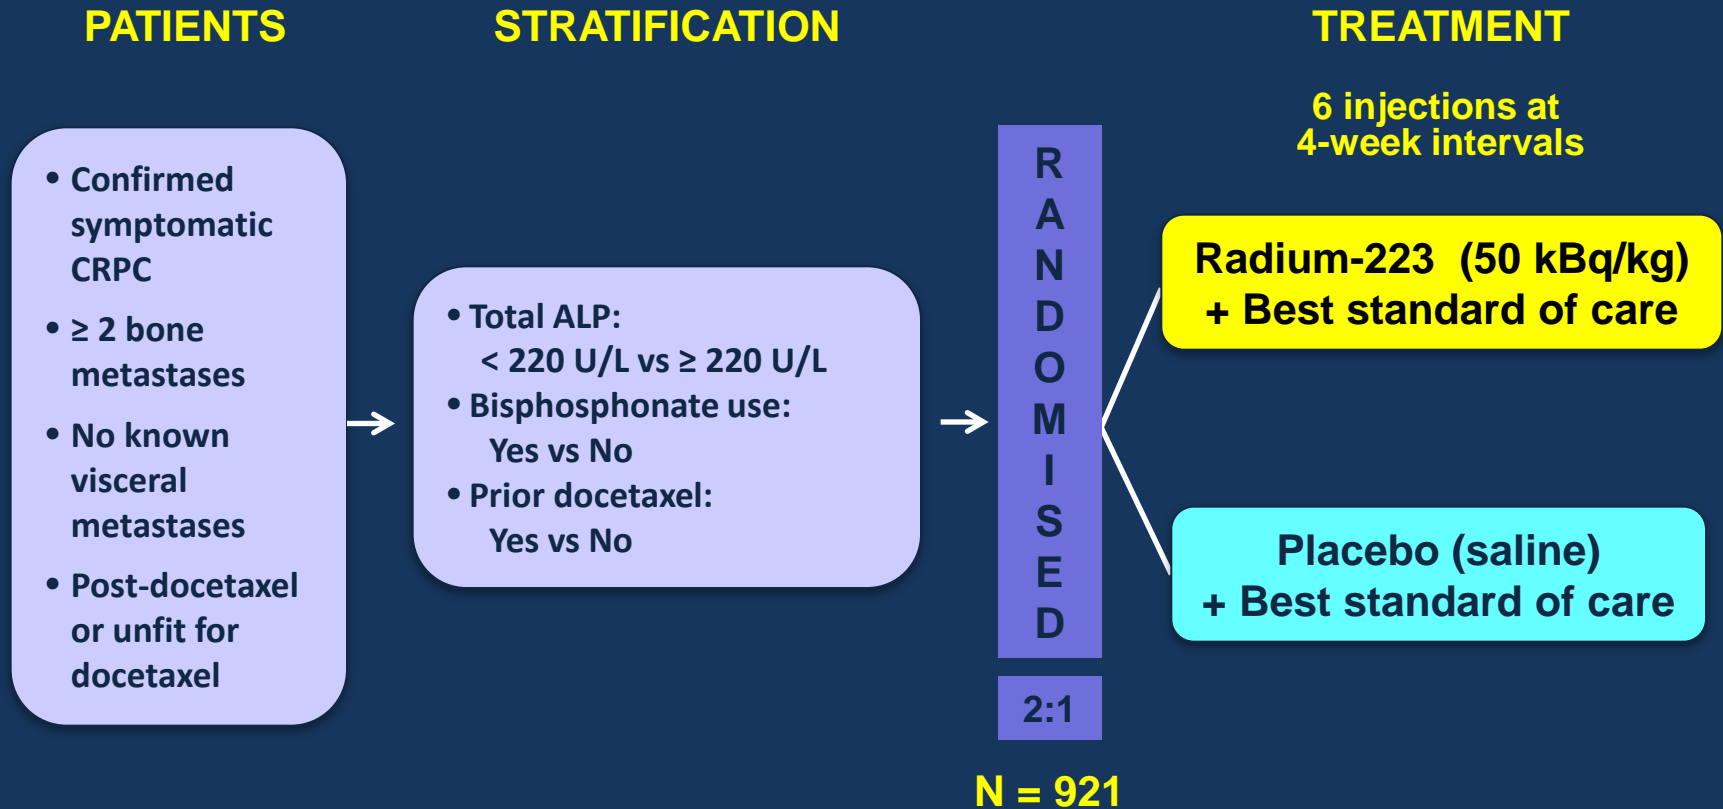 PATIENTS
• Confirmed
symptomatic
CRPC
• ≥ 2 bone
metastases
• No known
visceral
metastases
• Post-docetaxel
or unfit for
docetaxel
STRATIFICATION
• Total ALP:
< 220 U/L vs ≥ 220 U/L
• Bisphosphonate use:
Yes vs No
• Prior docetaxel:
Yes vs No
RANDOMISED
2:1
N = 921
TREATMENT
6 injections at
4-week intervals
Radium-223 (50 kBq/kg)
+ Best standard of care
Placebo (saline)
+ Best standard of care